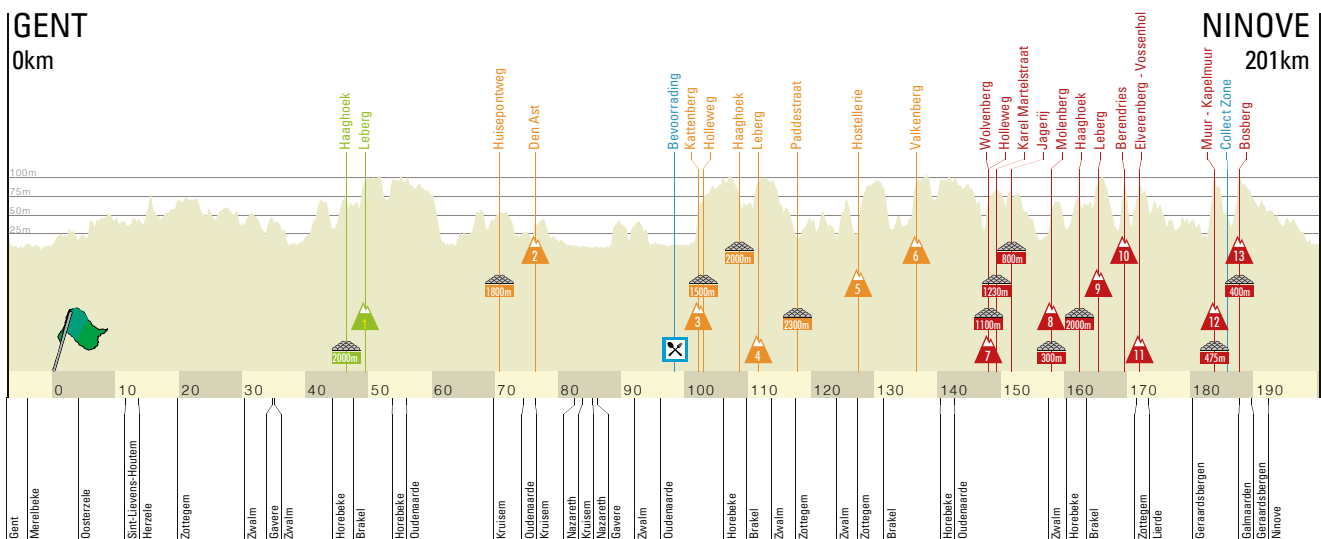 GENT
0km
NINOVE
201km
Haaghoek
Leberg
Huisepontweg
Den Ast
Bevoorrading
Kattenberg
Holleweg
Haaghoek
Leberg
Paddestraat
Hostellerie
Valkenberg
Wolvenberg
Holleweg
Karel Martelstraat
Jagerij
Molenberg
Haaghoek
Leberg
Berendries
Elverenberg - Vossenhol
Muur - Kapelmuur
Collect Zone
Bosberg
100m
75m
50m
25m
2 6 800m 10 13
2000m
1800m 1500m 5 1230m 9 400m
1 3 2300m 1100m 8 2000m 12
2000m 4 7 300m 11 475m
0 10 20 30 40 50 60 70 80 90 100 110 120 130 140 150 160 170 180 190
Gent
Merelbeke
Oosterzele
Sint-Lievens-Houtem
Herzele
Zottegem
Zwalm
Gavere
Zwalm
Horebeke
Brakel
Horebeke
Oudenaarde
Kruisem
Oudenaarde
Kruisem
Nazareth
Kruisem
Nazareth
Gavere
Zwalm
Oudenaarde
Horebeke
Brakel
Zwalm
Zottegem
Zwalm
Zottegem
Brakel
Horebeke
Oudenaarde
Zwalm
Horebeke
Brakel
Zottegem
Lierde
Geraardsbergen
Galmaarden
Geraardsbergen
Ninove